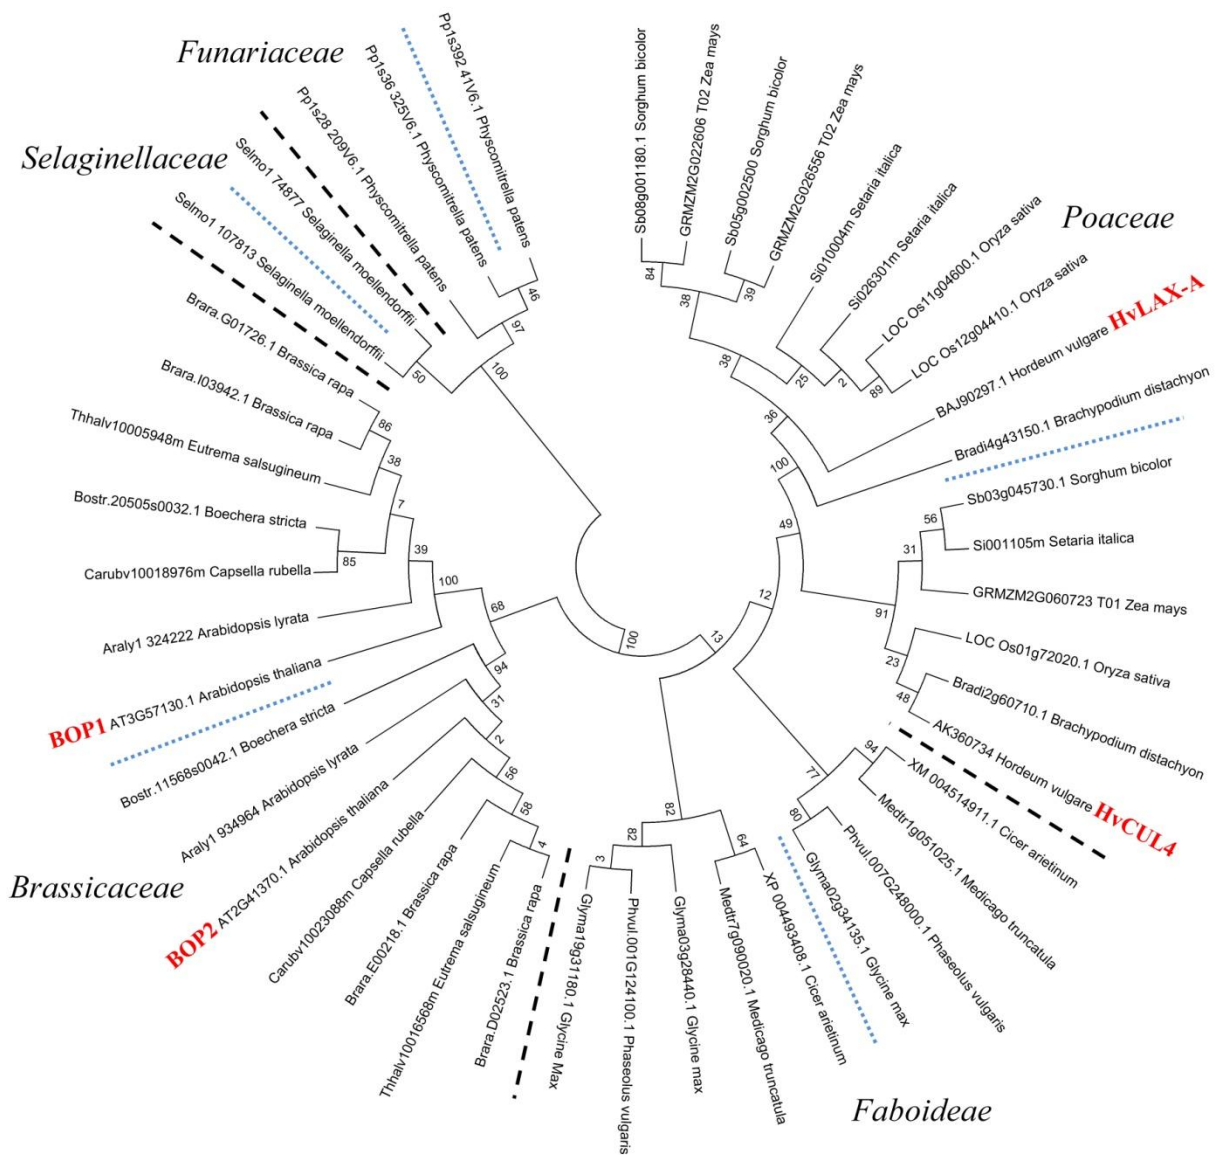 Funariaceae
Selaginellaceae
Poaceae
Brassicaceae
Faboideae
Pp1s392 41V6.1 Physcomitrella patens
Pp1s36 325V6.1 Physcomitrella patens
Pp1s28 209V6.1 Physcomitrella patens
Selmo1 74877 Selaginella moellendorffii
Selmo1 107813 Selaginella moellendorffii
Brara.G01726.1 Brassica rapa
Brara.I03942.1 Brassica rapa
Thhalv10005948m Eutrema salsugineum
Bostr.20505s0032.1 Boechera stricta
Carubv10018976m Capsella rubella
Araly1 324222 Arabidopsis lyrata
BOP1 AT3G57130.1 Arabidopsis thaliana
Bostr.11568s0042.1 Boechera stricta
Araly1 934964 Arabidopsis lyrata
BOP2 AT2G41370.1 Arabidopsis thaliana
Carubv10023088m Capsella rubella
Brara.E00218.1 Brassica rapa
Thhalv10016568m Eutrema salsugineum
Brara.D02523.1 Brassica rapa
Glyma19g31180.1 Glycine Max
Phvul.001G124100.1 Phaseolus vulgaris
Glyma03g28440.1 Glycine max
Medtr7g090020.1 Medicago truncatula
XP 004493408.1 Cicer arietinum
Glyma02g34135.1 Glycine max
Phvul.007G248000.1 Phaseolus vulgaris
Medtr1g051025.1 Medicago truncatula
XM 004514911.1 Cicer arietinum
AK360734 Hordeum vulgare HvCUL4
Bradi2g60710.1 Brachypodium distachyon
LOC Os01g72020.1 Oryza sativa
GRMZM2G060723 T01 Zea mays
Si001105m Setaria italica
Sb03g045730.1 Sorghum bicolor
Bradi4g43150.1 Brachypodium distachyon
BAJ90297.1 Hordeum vulgare HvLAX-A
LOC Os12g04410.1 Oryza sativa
LOC Os11g04600.1 Oryza sativa
Si026301m Setaria italica
Si010004m Setaria italica
GRMZM2G026556 T02 Zea mays
Sb05g002500 Sorghum bicolor
GRMZM2G022606 T02 Zea mays
Sb08g001180.1 Sorghum bicolor
46
97
100
50
86
38
7
85
39
100
68
94
31
2
56
58
4
100
13
12
49
100
36
38
38
84
39
25
2
89
56
31
91
23
48
94
77
80
82
82
3
64